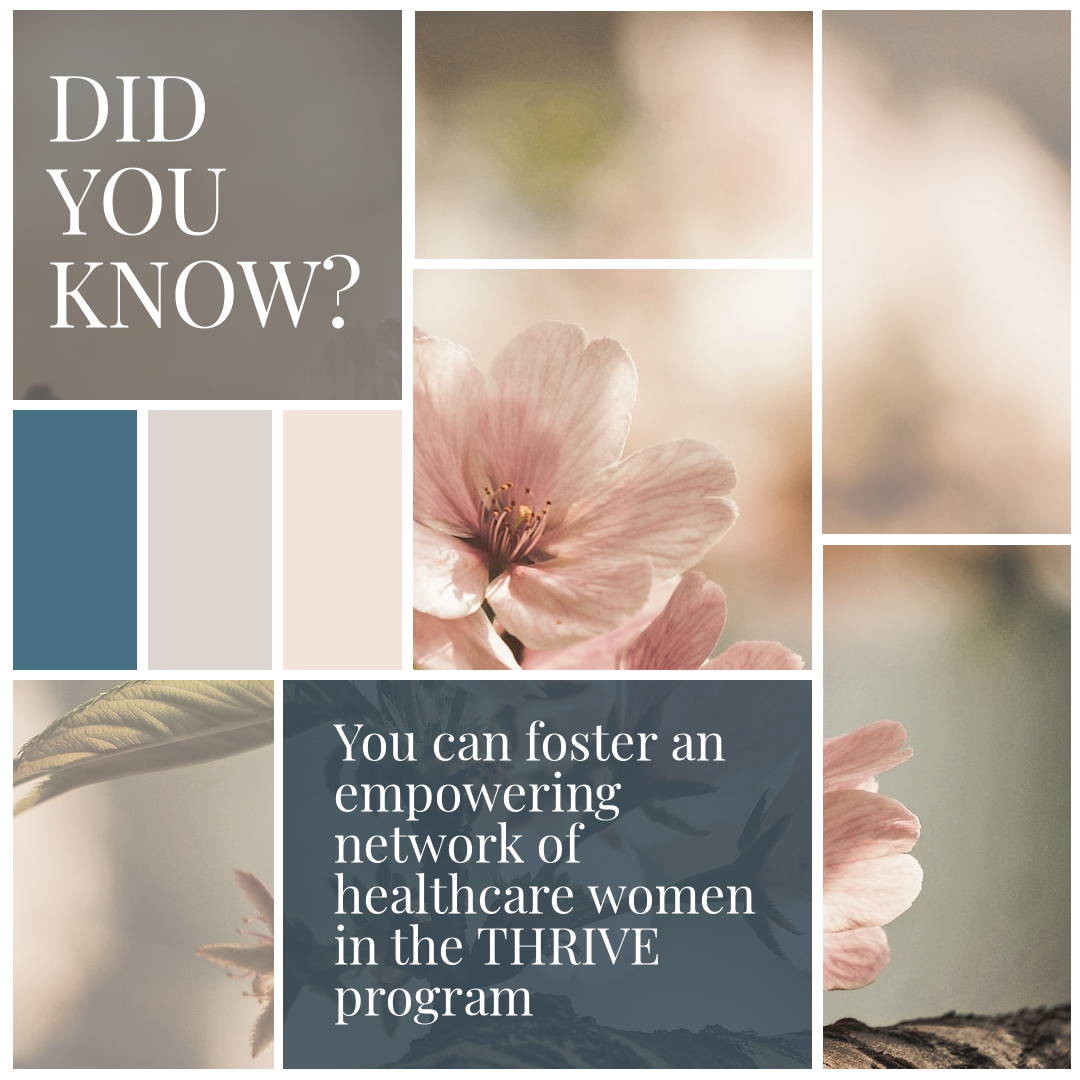 DID
YOU
KNOW?
You can foster an
empowering
network of
healthcare women
in the THRIVE
program